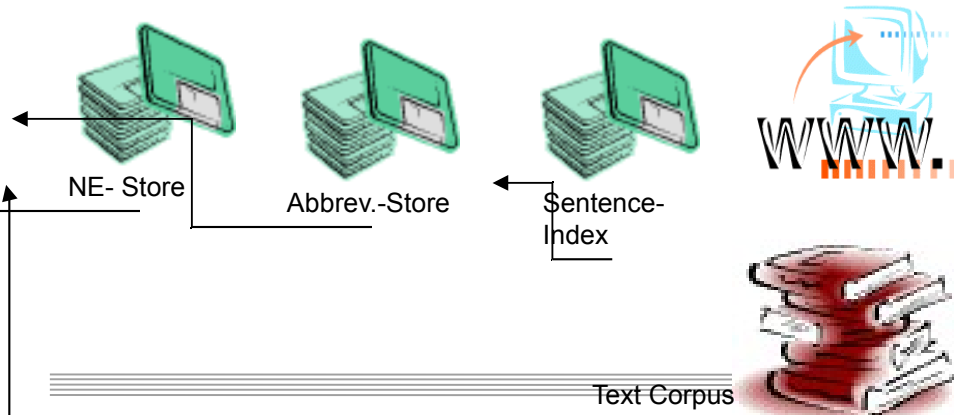 WWW.
NE- Store
Abbrev.-Store
Sentence-
Index
Text Corpus